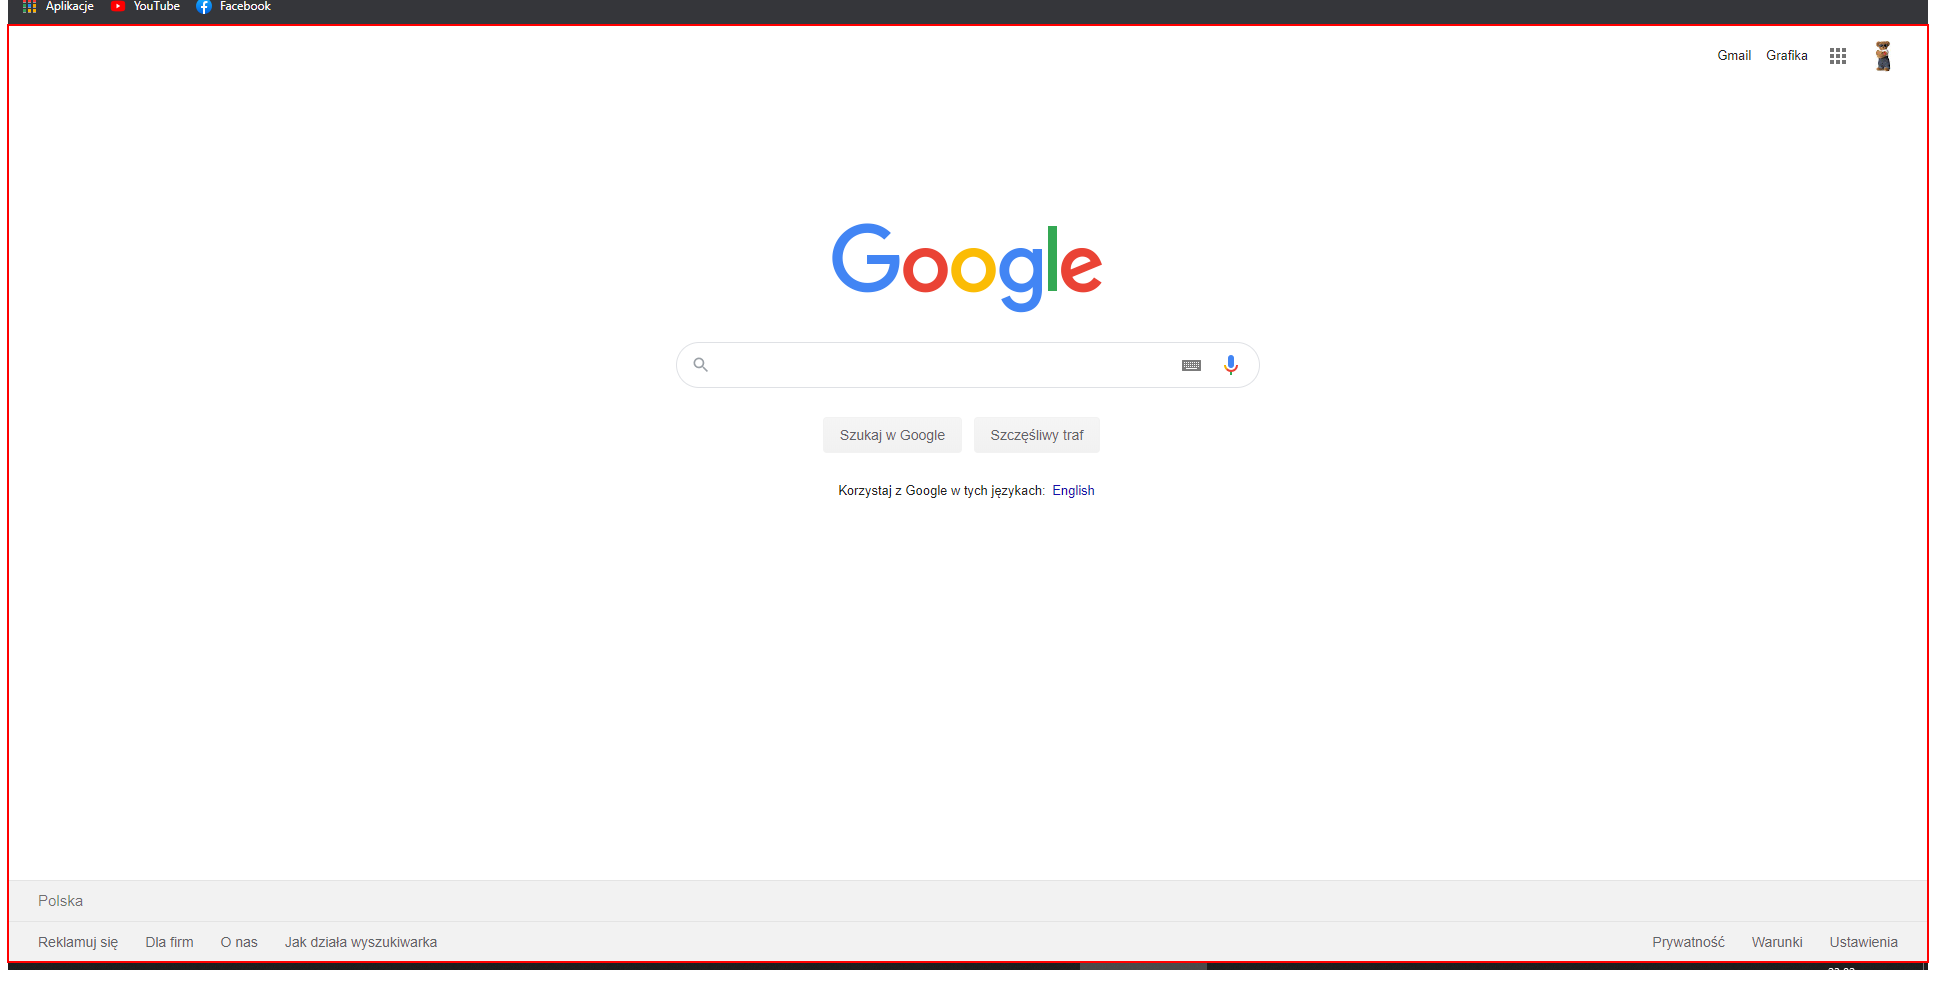 Aplikacje YouTube Facebook
Gmail Grafika
Google
Szukaj w Google Szczęśliwy traf
Korzystaj z Google w tych językach: English
Polska
Reklamuj się Dla firm O nas Jak działa wyszukiwarka Prywatność Warunki Ustawienia